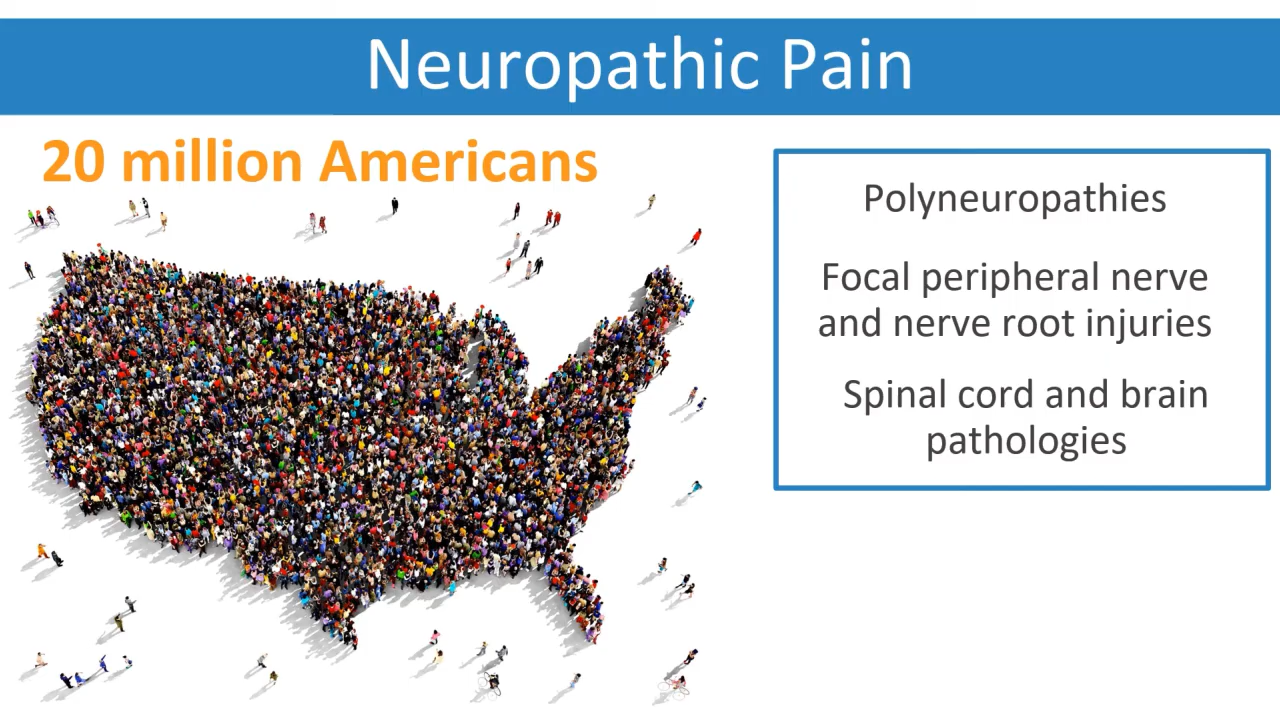 Neuropathic Pain
20 million Americans
Polyneuropathies
Focal peripheral nerve
and nerve root injuries
Spinal cord and brain
pathologies